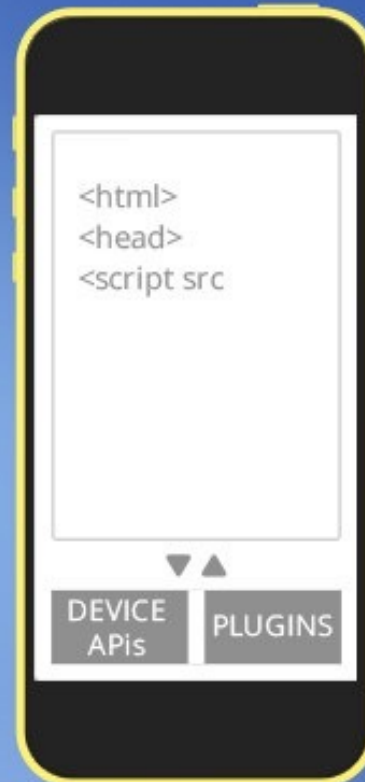 <html>
<head>
<script src
DEVICE
APis
PLUGINS